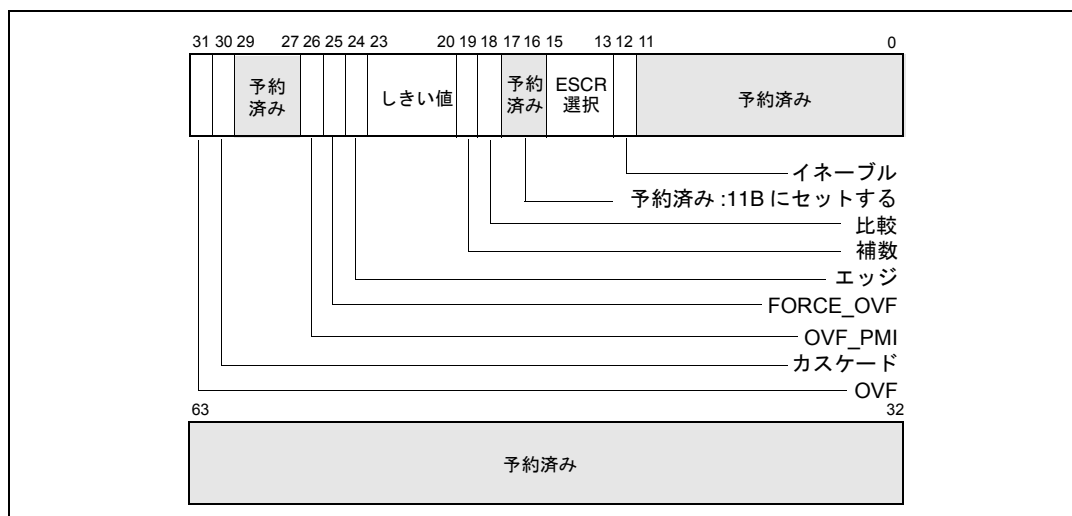 31 30 29 27 26 25 24 23 20 19 18 17 16 15 13 12 11 0
予約
済み
しきい値
予約
済み
ESCR
選択
予約済み
イネーブル
予約済み :11B にセットする
比較
補数
エッジ
FORCE_OVF
OVF_PMI
カスケード
OVF
63 32
予約済み